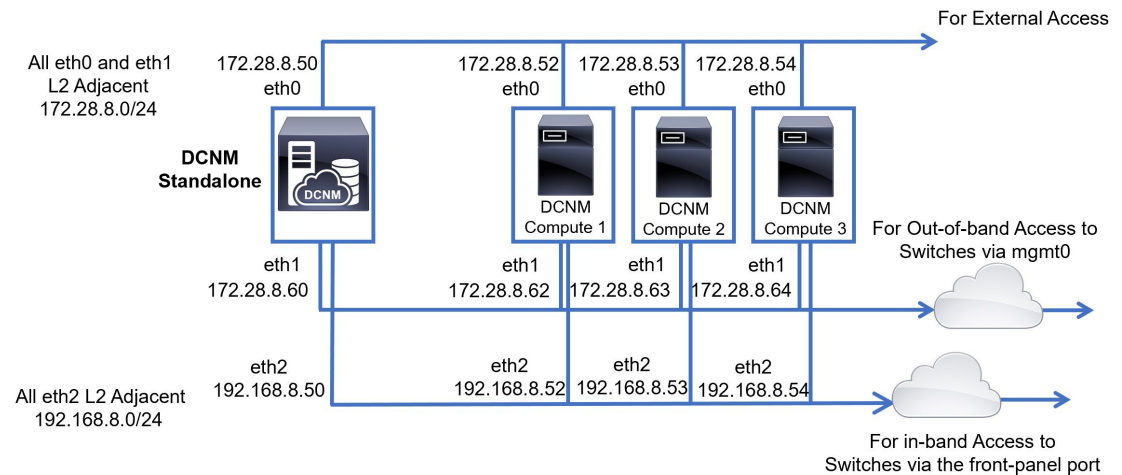 For External Access
All eth0 and eth1
L2 Adjacent
172.28.8.0/24
172.28.8.50
eth0
172.28.8.52
eth0
172.28.8.53
eth0
172.28.8.54
eth0
DCNM
Standalone
DCNM
DCNM
Compute 1
DCNM
Compute 2
DCNM
Compute 3
For Out-of-band Access to
Switches via mgmt0
eth1
172.28.8.60
eth1
172.28.8.62
eth1
172.28.8.63
eth1
172.28.8.64
All eth2 L2 Adjacent
192.168.8.0/24
eth2
192.168.8.50
eth2
192.168.8.52
eth2
192.168.8.53
eth2
192.168.8.54
For in-band Access to
Switches via the front-panel port